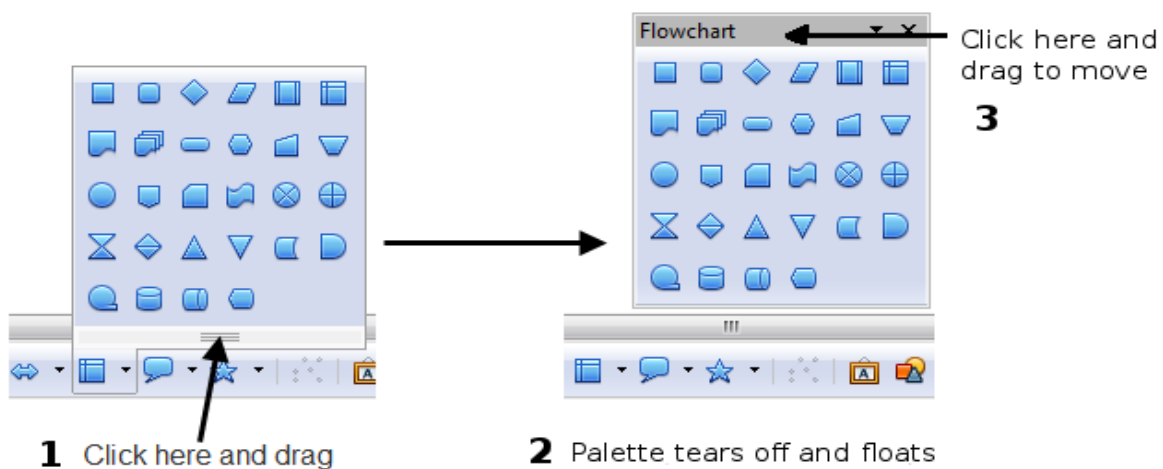 Flowchart
Click here and
drag to move
3
A
A
1 Click here and drag
2 Palette tears off and floats